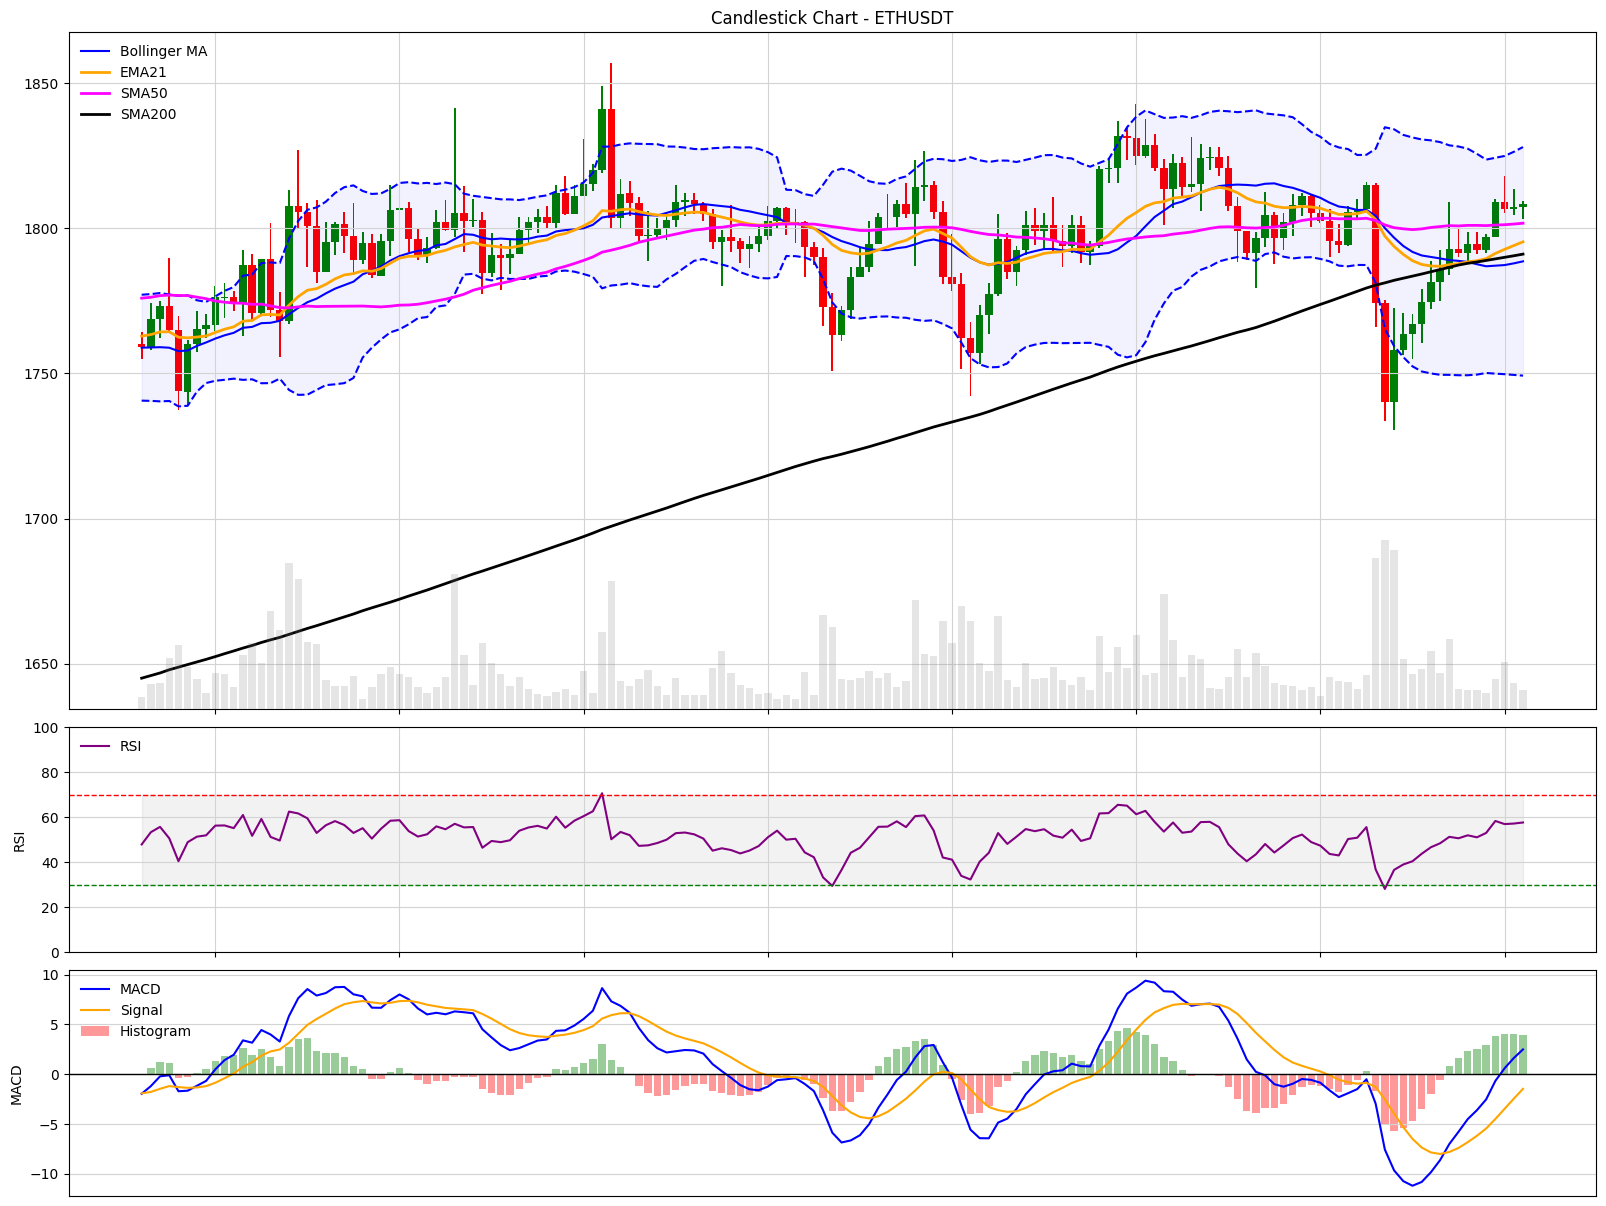 Candlestick Chart - ETHUSDT
Bollinger MA
EMA21
SMA50
SMA200
1850
1800
1750
1700
1650
RSI
100
80
60
40
20
0
RSI
MACD
Signal
Histogram
10
5
0
−5
−10
MACD